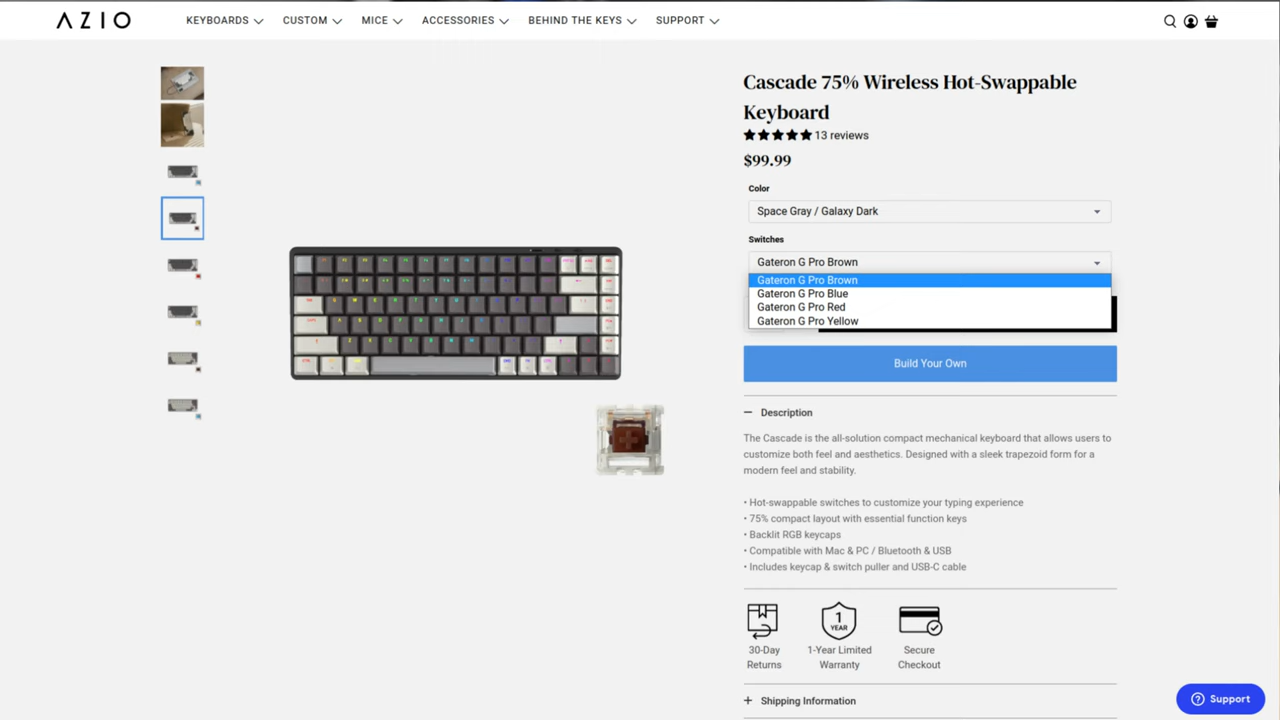 AZIO
KEYBOARDS
CUSTOM
MICE
ACCESSORIES
BEHIND THE KEYS
SUPPORT
Cascade 75% Wireless Hot-Swappable
Keyboard
13 reviews
$99.99
Color
Space Gray / Galaxy Dark
Switches
Gateron G Pro Brown
Gateron G Pro Brown
Gateron G Pro Blue
Gateron G Pro Red
Gateron G Pro Yellow
Build Your Own
Description
The Cascade is the all-solution compact mechanical keyboard that allows users to
customize both feel and aesthetics. Designed with a sleek trapezoid form for a
modern feel and stability.
• Hot-swappable switches to customize your typing experience
• 75% compact layout with essential function keys
• Backlit RGB keycaps
• Compatible with Mac & PC / Bluetooth & USB
• Includes keycap & switch puller and USB-C cable
1
YEAR
30-Day
Returns
1-Year Limited
Warranty
Secure
Checkout
Shipping Information
Support